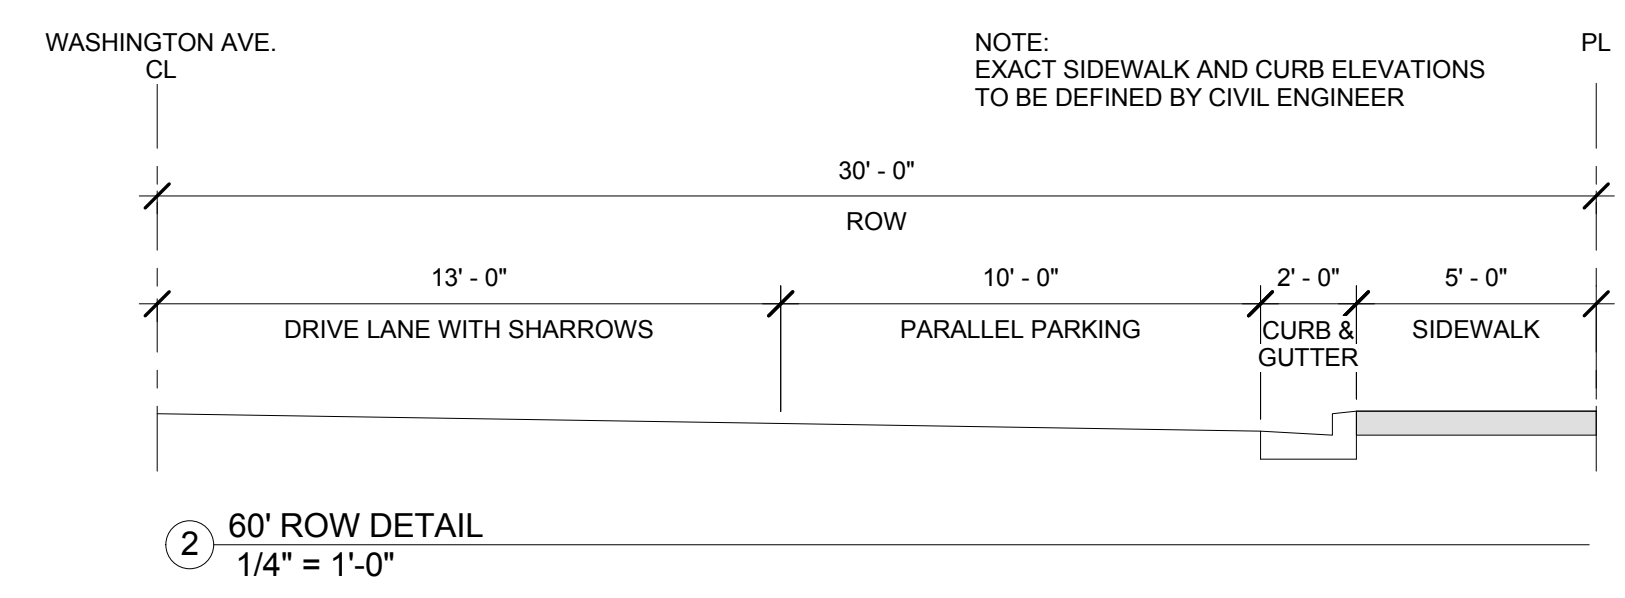 WASHINGTON AVE.
CL
NOTE:
EXACT SIDEWALK AND CURB ELEVATIONS
TO BE DEFINED BY CIVIL ENGINEER
PL
30' - 0"
ROW
13' - 0"
10' - 0"
2' - 0"
5' - 0"
DRIVE LANE WITH SHARROWS
PARALLEL PARKING
CURB &
GUTTER
SIDEWALK
2
60' ROW DETAIL
1/4" = 1'-0"